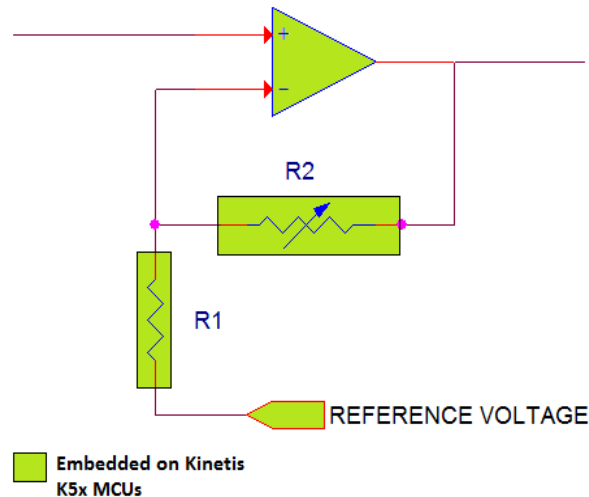 +
−
R2
R1
REFERENCE VOLTAGE
Embedded on Kinetis
K5x MCUs